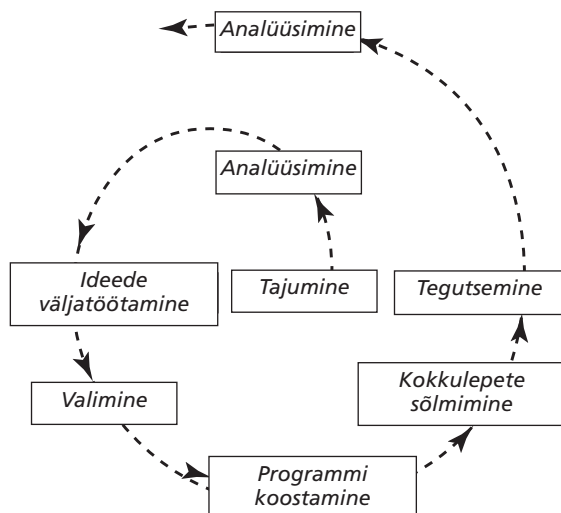 Analüüsimine
Analüüsimine
Ideede
väljatöötamine
Tajumine
Tegutsemine
Valimine
Kokkulepete
sõlmimine
Programmi
koostamine